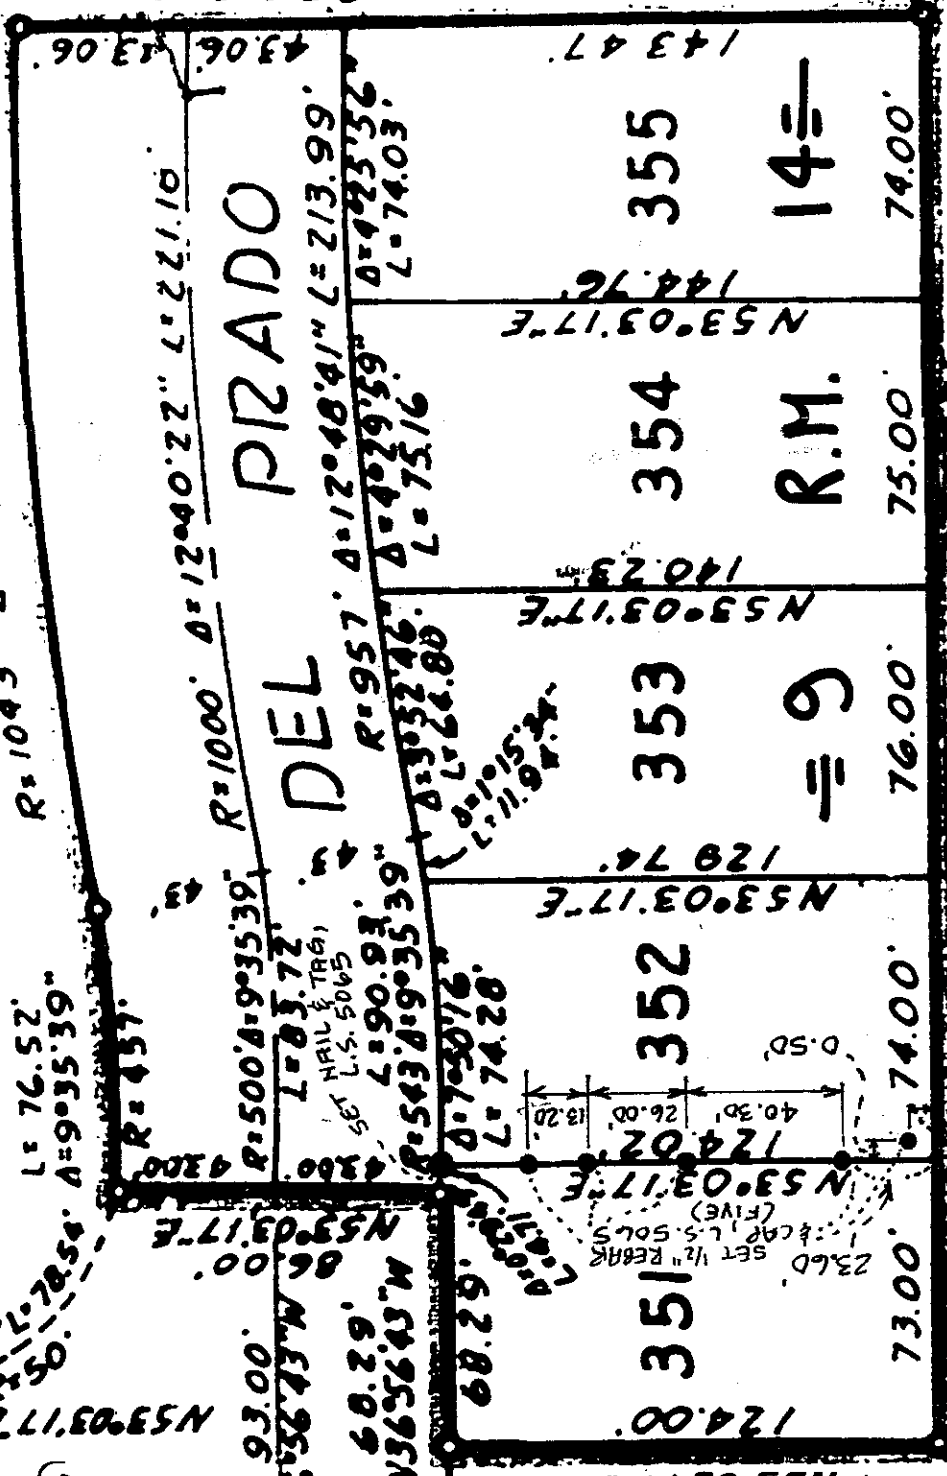 43.06'
43.06'
143.47'
L=221.10
Δ=12°40'22"
R=1000'
DEL PRADO
L=213.99'
Δ=12°48'41"
R=957'
Δ=4°25'56"
L=74.03'
355
14=
74.00'
144.76'
N53°03'17"E
Δ=4°29'59"
L=75.16'
354
R.M.
75.00'
140.23'
N53°03'17"E
R=1043
Δ=3°52'46"
L=64.80'
353
=9
76.00'
L=11.94'
43'
43'
129.74'
N53°03'17"E
L=76.52'
Δ=9°35'39"
R=457'
R=500' Δ=9°35'39"
L=83.72'
SET NAIL & TAG,
L.S. 5065
L=90.93'
R=543' Δ=9°35'39"
Δ=7°50'16"
L=74.28'
352
74.00'
0.50'
13.20'
26.00'
40.30'
124.02'
N53°03'17"E
43.00'
43.00'
N53°03'17"E
86.00'
L=4.71'
SET 1/2" REBAR
& CAP, L.S. 5065
(FIVE)
23.60'
351
73.00'
L=78.54'
93.00'
68.29'
N36°56'43"W
68.29'
124.00'
N53°03'17"